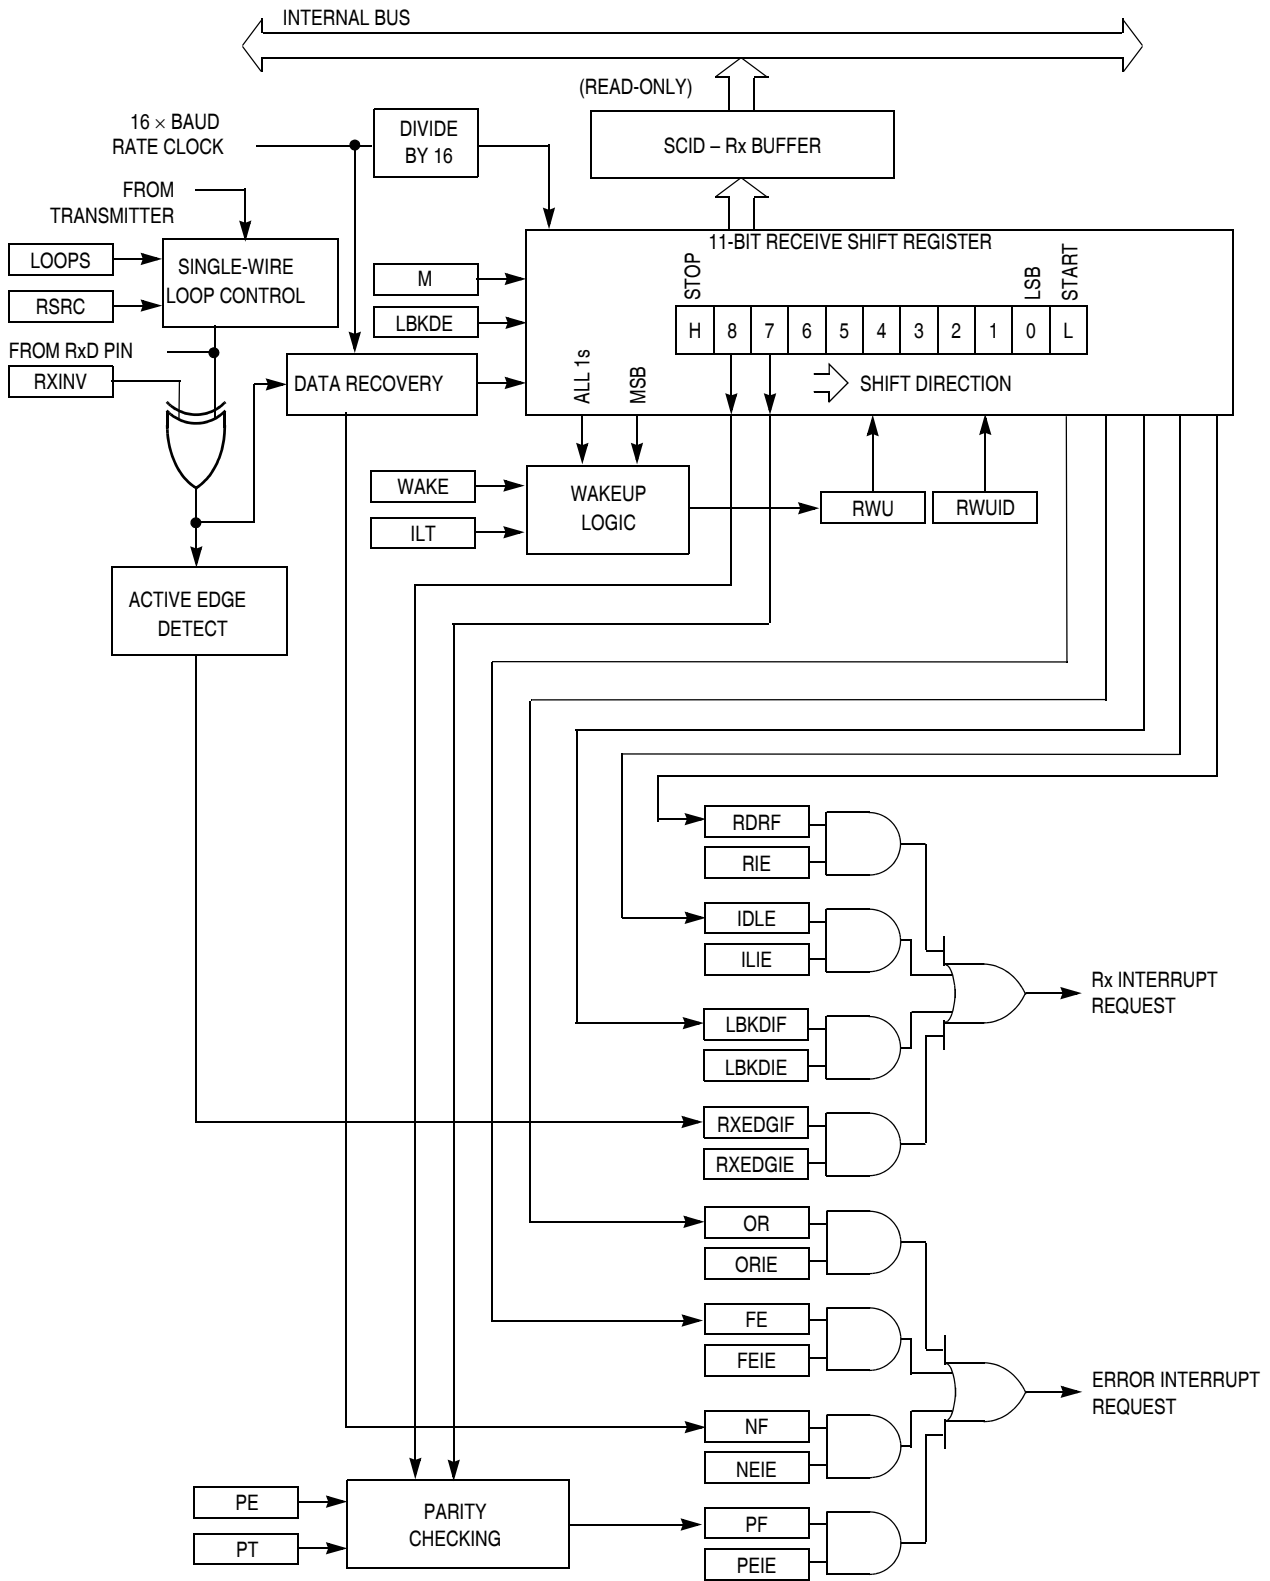 INTERNAL BUS
(READ-ONLY)
16 × BAUD
RATE CLOCK
DIVIDE
BY 16
SCID – Rx BUFFER
FROM
TRANSMITTER
11-BIT RECEIVE SHIFT REGISTER
LOOPS
SINGLE-WIRE
LOOP CONTROL
RSRC
M
LBKDE
STOP
LSB
START
H 8 7 6 5 4 3 2 1 0 L
FROM RxD PIN
RXINV
DATA RECOVERY
ALL 1s
MSB
SHIFT DIRECTION
WAKE
ILT
WAKEUP
LOGIC
RWU
RWUID
ACTIVE EDGE
DETECT
RDRF
RIE
IDLE
ILIE
Rx INTERRUPT
REQUEST
LBKDIF
LBKDIE
RXEDGIF
RXEDGIE
OR
ORIE
FE
FEIE
ERROR INTERRUPT
REQUEST
NF
NEIE
PE
PT
PARITY
CHECKING
PF
PEIE